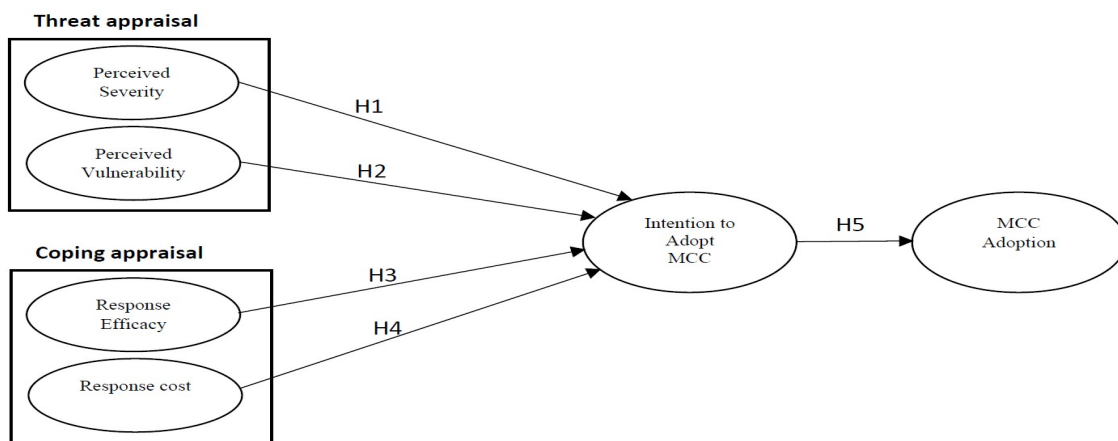 Threat appraisal
Perceived
Severity
Perceived
Vulnerability
H1
H2
Coping appraisal
Response
Efficacy
Response cost
H3
H4
Intention to
Adopt
MCC
H5
MCC
Adoption